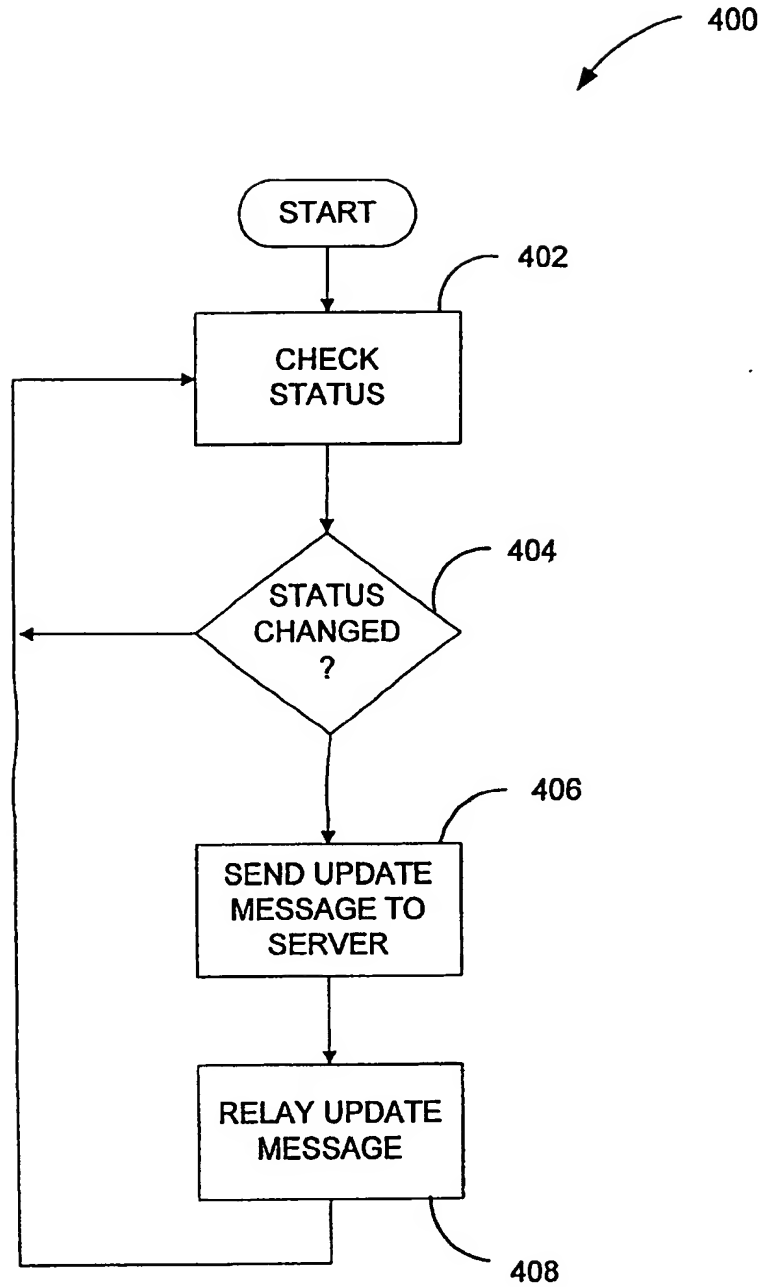 400
START
402
CHECK
STATUS
404
STATUS
CHANGED
?
406
SEND UPDATE
MESSAGE TO
SERVER
RELAY UPDATE
MESSAGE
408